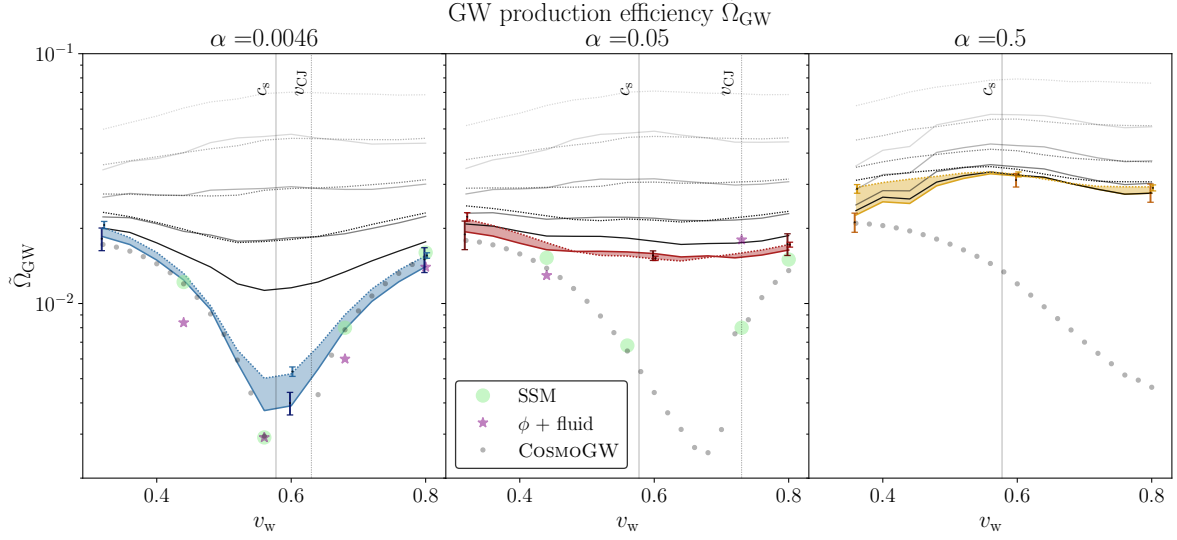 GW production efficiency Ω_GW
α =0.0046
α =0.05
α =0.5
10⁻¹
10⁻²
Ω̃_GW
c_s
v_CJ
c_s
v_CJ
c_s
SSM
ϕ + fluid
CosmoGW
0.4
0.6
0.8
0.4
0.6
0.8
0.4
0.6
0.8
v_w
v_w
v_w